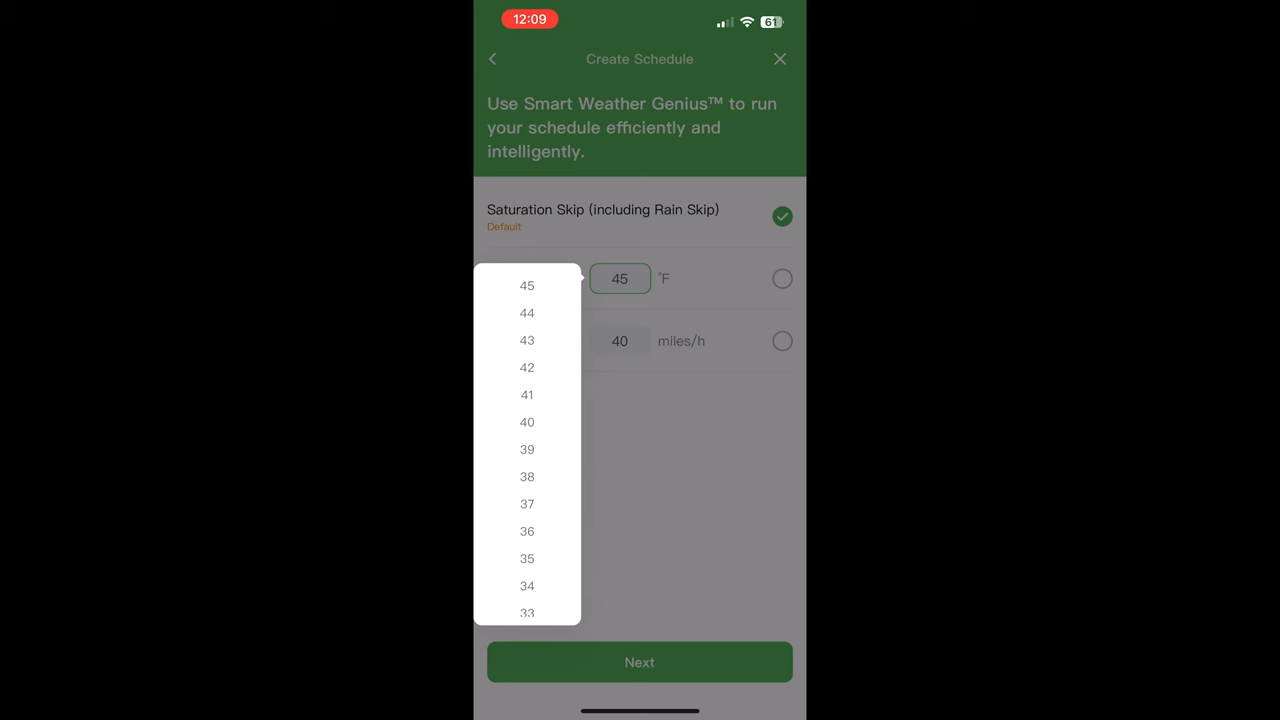 12:09
61
Create Schedule
Use Smart Weather Genius™ to run
your schedule efficiently and
intelligently.
Saturation Skip (including Rain Skip)
Default
45 °F
40 miles/h
45
44
43
42
41
40
39
38
37
36
35
34
33
Next